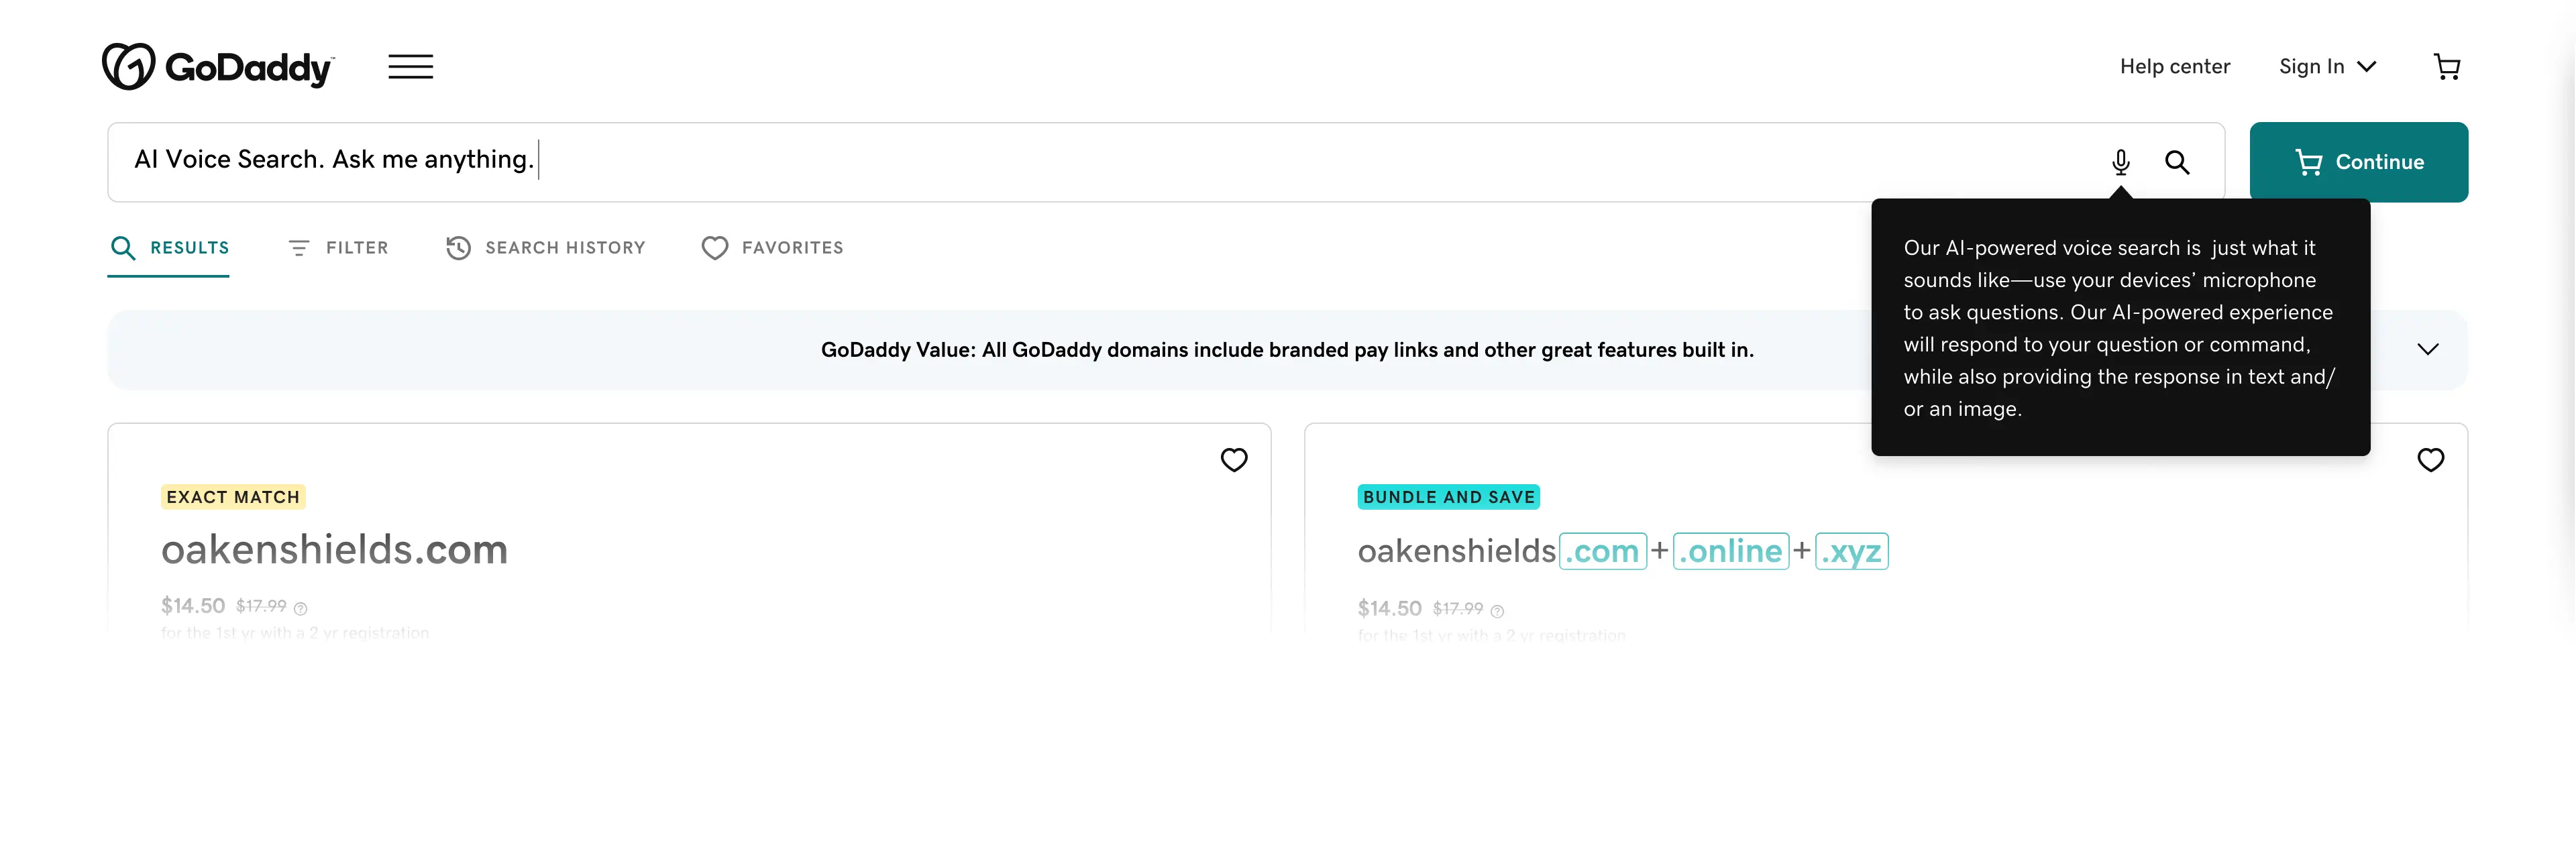 GoDaddy™
Help center
Sign In
AI Voice Search. Ask me anything.
Continue
RESULTS
FILTER
SEARCH HISTORY
FAVORITES
Our AI-powered voice search is  just what it
sounds like—use your devices’ microphone
to ask questions. Our AI-powered experience
will respond to your question or command,
while also providing the response in text and/
or an image.
GoDaddy Value: All GoDaddy domains include branded pay links and other great features built in.
EXACT MATCH
oakenshields.com
$14.50 $17.99 ?
for the 1st yr with a 2 yr registration
BUNDLE AND SAVE
oakenshields .com + .online + .xyz
$14.50 $17.99 ?
for the 1st yr with a 2 yr registration